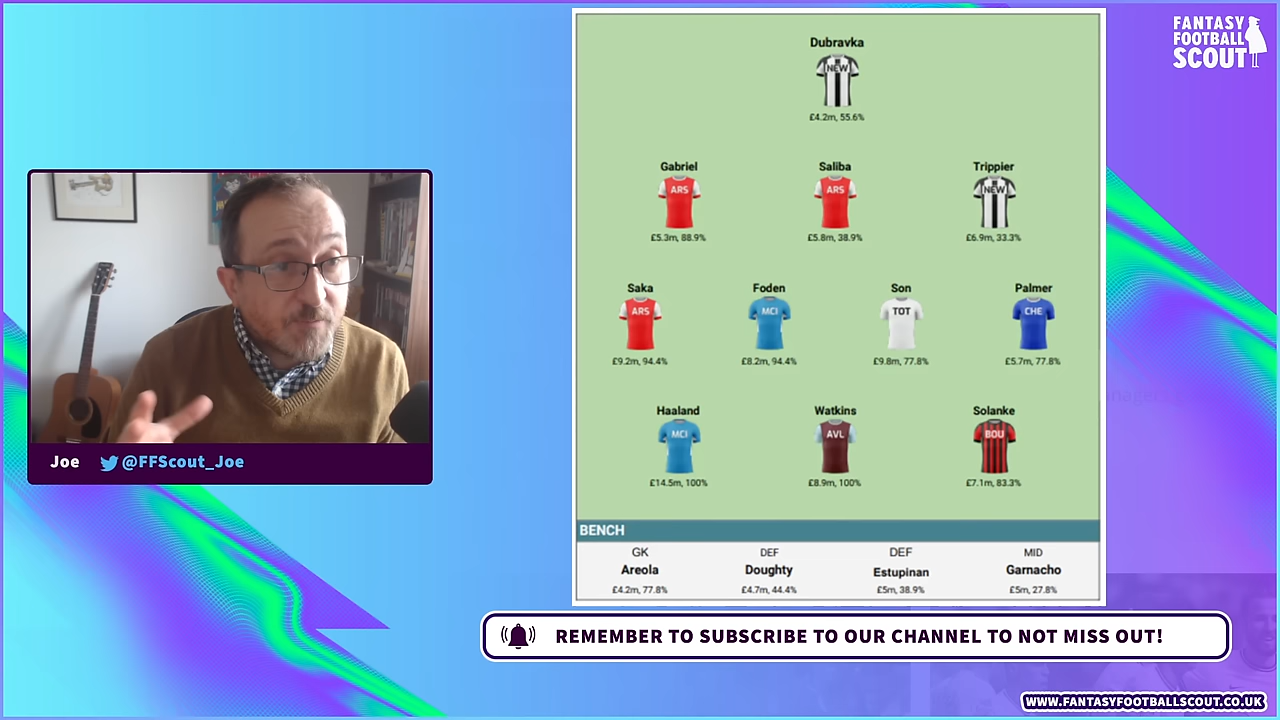 FANTASY
FOOTBALL
SCOUT
Dubravka
NEW
£4.2m, 55.6%
Gabriel Saliba Trippier
ARS ARS NEW
£5.3m, 88.9% £5.8m, 38.9% £6.9m, 33.3%
Saka Foden Son Palmer
ARS MCI TOT CHE
£9.2m, 94.4% £8.2m, 94.4% £9.8m, 77.8% £5.7m, 77.8%
Haaland Watkins Solanke
MCI AVL BOU
£14.5m, 100% £8.9m, 100% £7.1m, 83.3%
BENCH
GK DEF DEF MID
Areola Doughty Estupinan Garnacho
£4.2m, 77.8% £4.7m, 44.4% £5m, 38.9% £5m, 27.8%
Joe @FFScout_Joe
REMEMBER TO SUBSCRIBE TO OUR CHANNEL TO NOT MISS OUT!
WWW.FANTASYFOOTBALLSCOUT.CO.UK